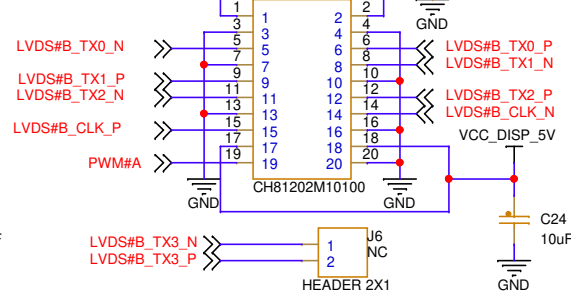 1 1 2 2
GND
3 3 4 4
LVDS#B_TX0_N 5 5 6 6 LVDS#B_TX0_P
7 7 8 8 LVDS#B_TX1_N
LVDS#B_TX1_P 9 9 10 10
LVDS#B_TX2_N 11 11 12 12 LVDS#B_TX2_P
13 13 14 14 LVDS#B_CLK_N
LVDS#B_CLK_P 15 15 16 16
VCC_DISP_5V
17 17 18 18
PWM#A 19 19 20 20
CH81202M10100
GND GND
C24
10uF
LVDS#B_TX3_N 1 J6
LVDS#B_TX3_P 2 NC
HEADER 2X1
GND